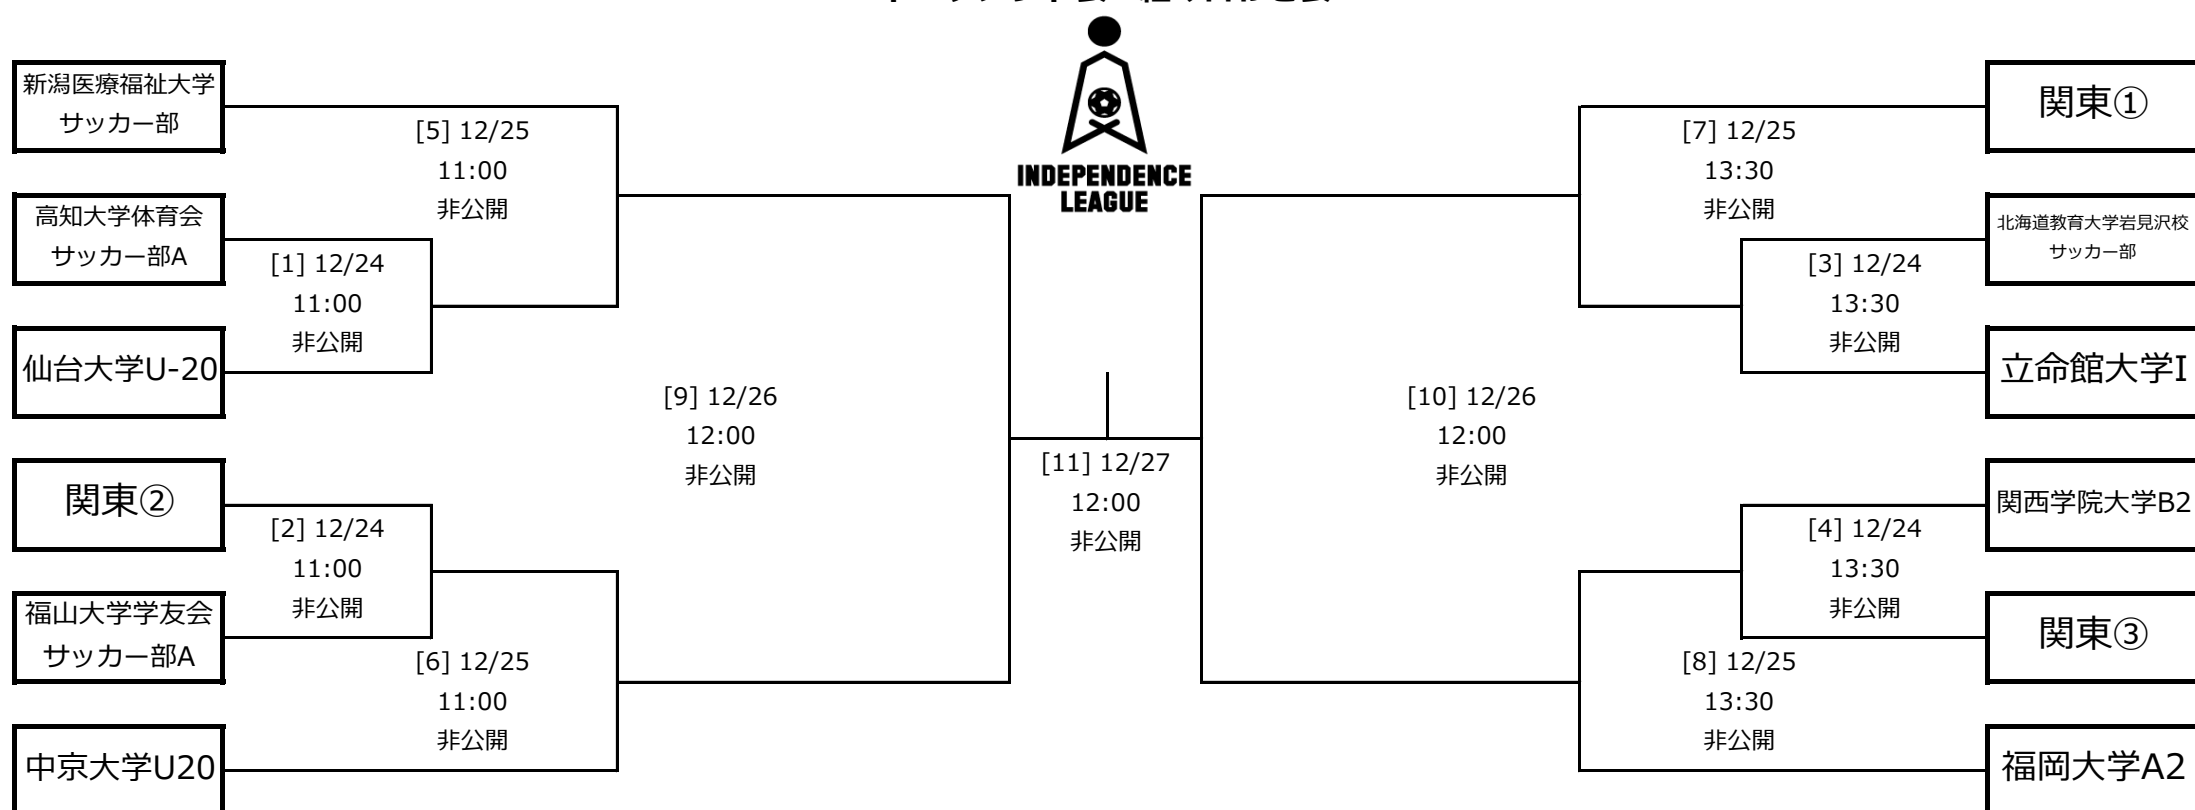 新潟医療福祉大学
サッカー部
高知大学体育会
サッカー部A
仙台大学U-20
関東②
福山大学学友会
サッカー部A
中京大学U20
[5] 12/25
11:00
非公開
[1] 12/24
11:00
非公開
[2] 12/24
11:00
非公開
[6] 12/25
11:00
非公開
[9] 12/26
12:00
非公開
INDEPENDENCE
LEAGUE
[11] 12/27
12:00
非公開
[10] 12/26
12:00
非公開
[7] 12/25
13:30
非公開
[3] 12/24
13:30
非公開
[4] 12/24
13:30
非公開
[8] 12/25
13:30
非公開
関東①
北海道教育大学岩見沢校
サッカー部
立命館大学I
関西学院大学B2
関東③
福岡大学A2